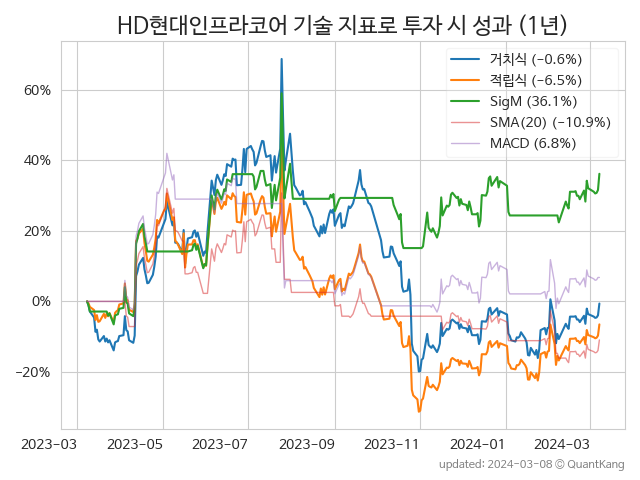 HD현대인프라코어 기술 지표로 투자 시 성과 (1년)
거치식 (−0.6%)
적립식 (−6.5%)
SigM (36.1%)
SMA(20) (−10.9%)
MACD (6.8%)
60%
40%
20%
0%
−20%
2023-03 2023-05 2023-07 2023-09 2023-11 2024-01 2024-03
updated: 2024-03-08 © QuantKang